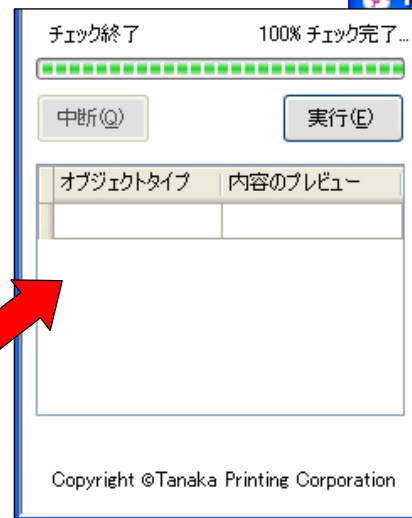 チェック終了 100% チェック完了...
中断(Q) 実行(E)
オブジェクトタイプ 内容のプレビュー
Copyright ©Tanaka Printing Corporation